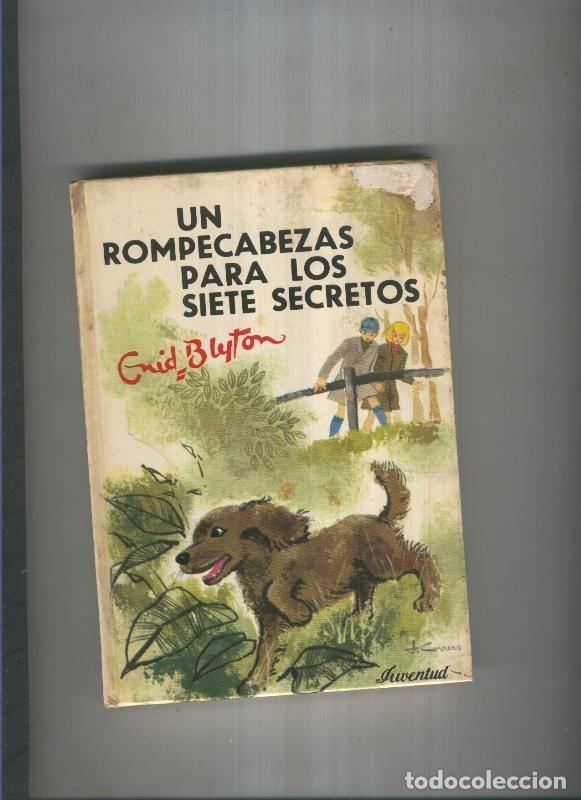 UN
ROMPECABEZAS
PARA LOS
SIETE SECRETOS
Enid Blyton
J. Correas
Juventud
todocoleccion